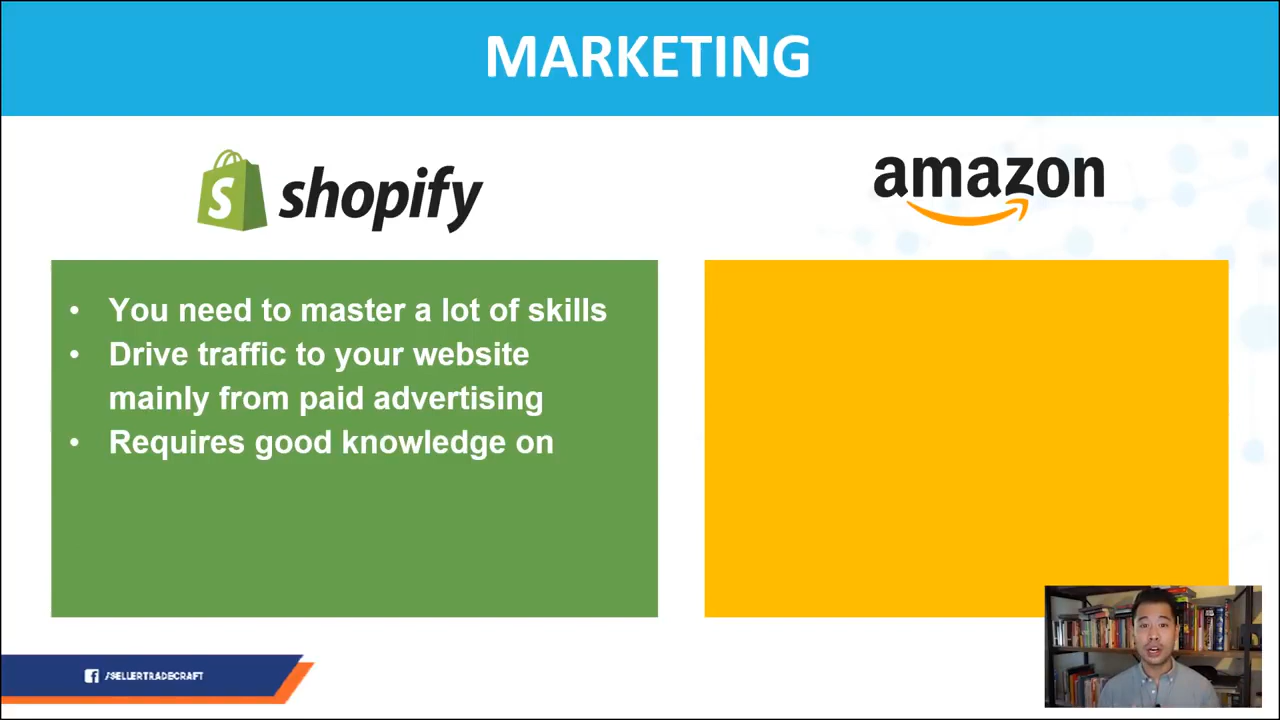 MARKETING
shopify
amazon
• You need to master a lot of skills
• Drive traffic to your website
mainly from paid advertising
• Requires good knowledge on
/SELLERTRADECRAFT